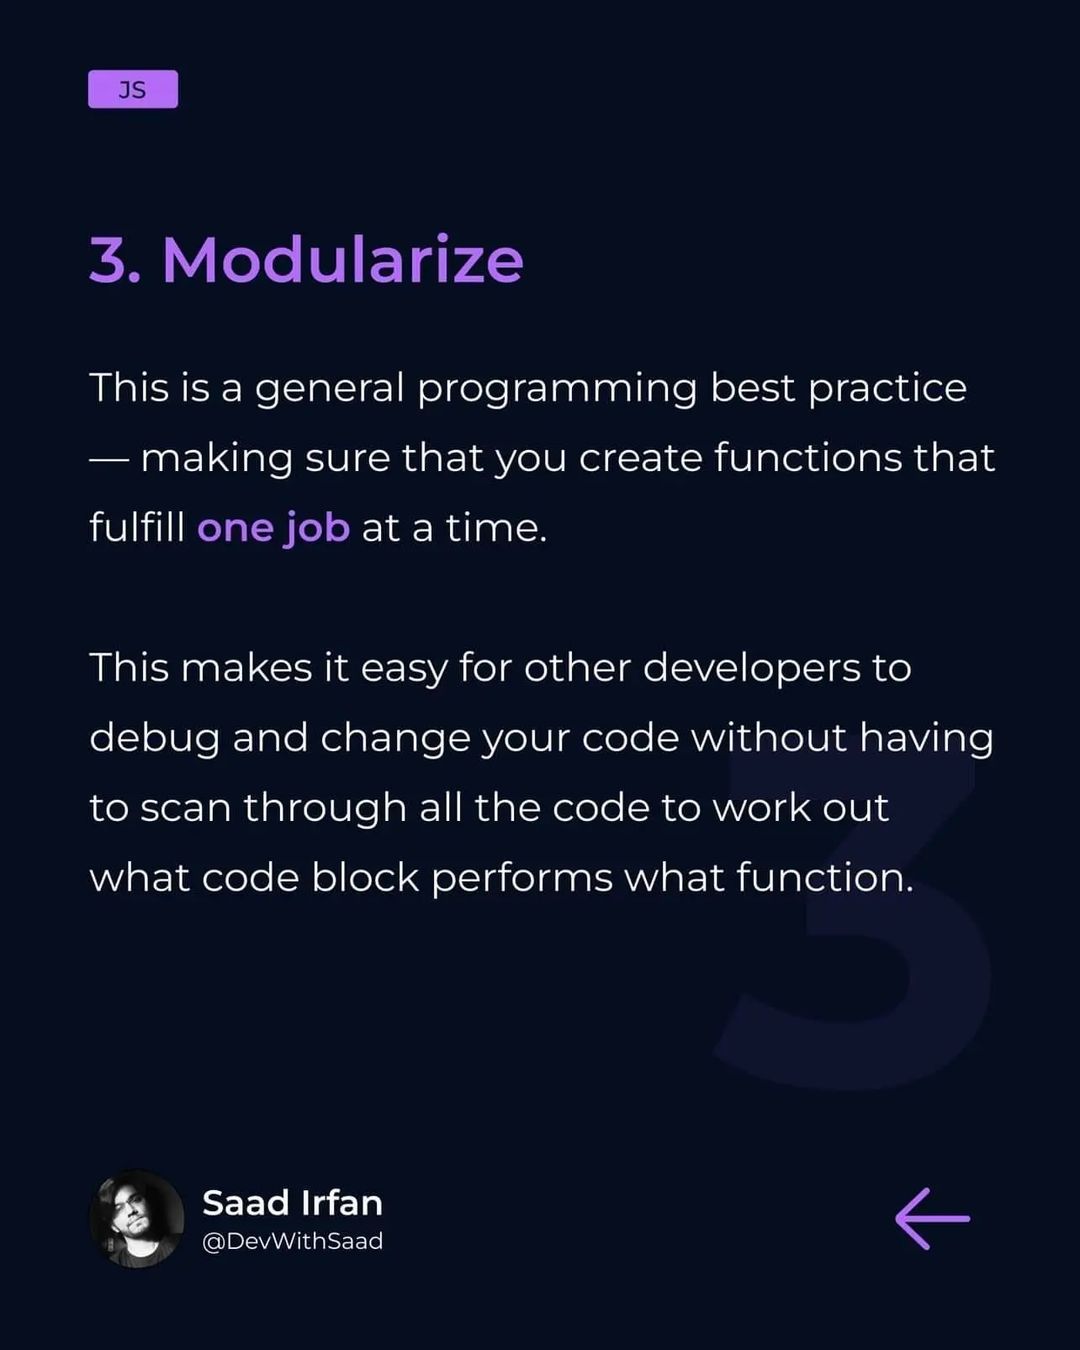 JS
3. Modularize
This is a general programming best practice
— making sure that you create functions that
fulfill one job at a time.
This makes it easy for other developers to
debug and change your code without having
to scan through all the code to work out
what code block performs what function.
3
Saad Irfan
@DevWithSaad